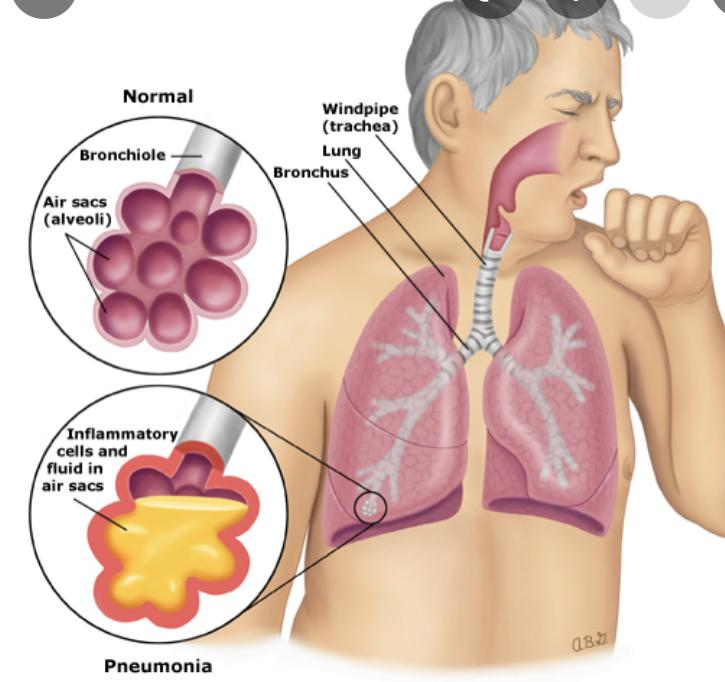 Normal
Bronchiole
Air sacs
(alveoli)
Windpipe
(trachea)
Lung
Bronchus
Inflammatory
cells and
fluid in
air sacs
Pneumonia